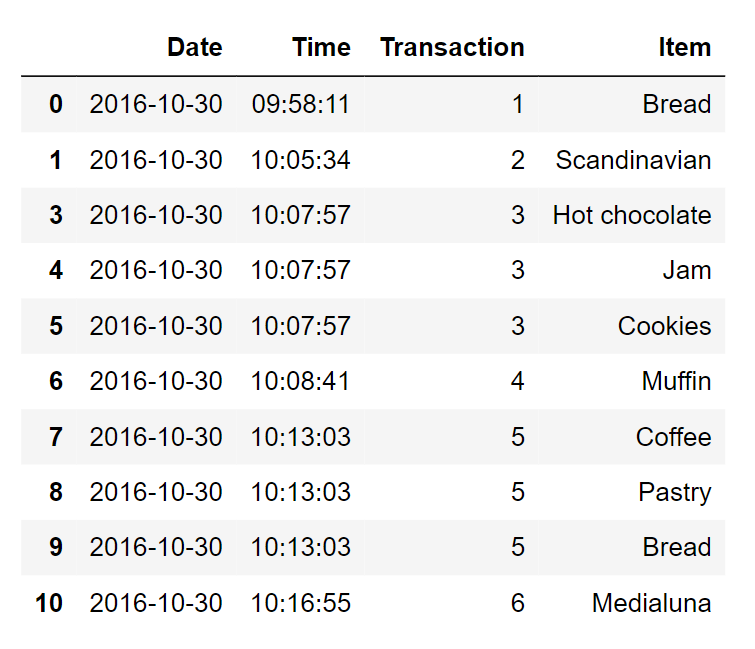 Date Time Transaction Item
0 2016-10-30 09:58:11 1 Bread
1 2016-10-30 10:05:34 2 Scandinavian
3 2016-10-30 10:07:57 3 Hot chocolate
4 2016-10-30 10:07:57 3 Jam
5 2016-10-30 10:07:57 3 Cookies
6 2016-10-30 10:08:41 4 Muffin
7 2016-10-30 10:13:03 5 Coffee
8 2016-10-30 10:13:03 5 Pastry
9 2016-10-30 10:13:03 5 Bread
10 2016-10-30 10:16:55 6 Medialuna